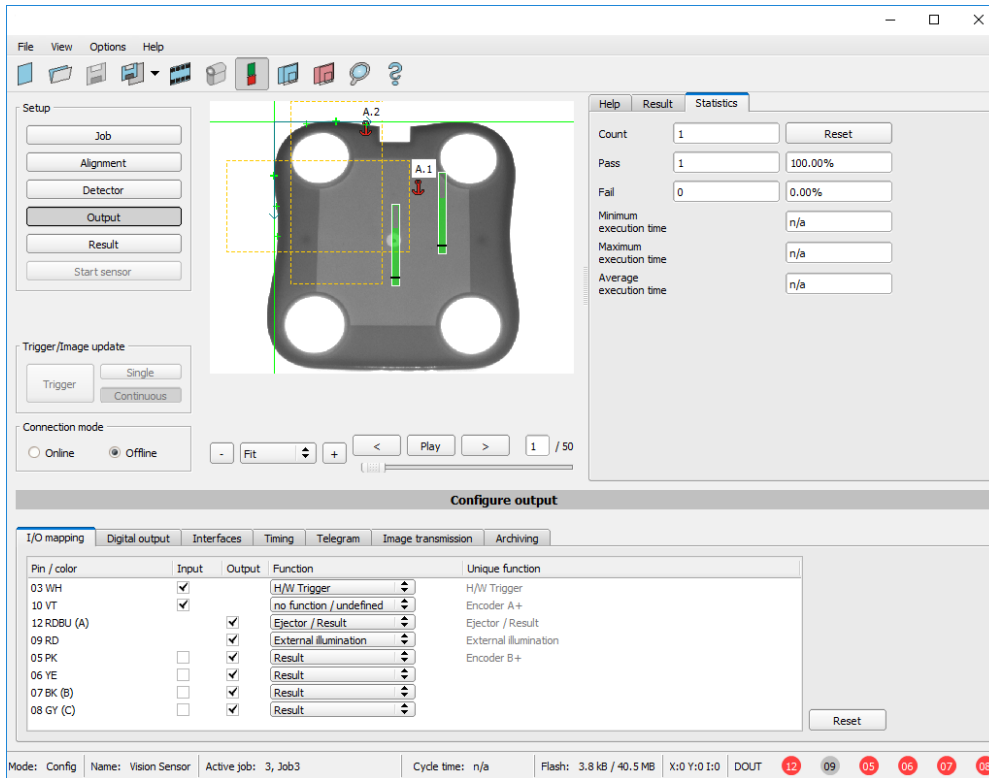 File View Options Help
Setup
Job
Alignment
Detector
Output
Result
Start sensor
Trigger/Image update
Trigger
Single
Continuous
Connection mode
Online Offline
A.2
A.1
- Fit + < Play > 1 / 50
Help Result Statistics
Count 1 Reset
Pass 1 100.00%
Fail 0 0.00%
Minimum
execution time n/a
Maximum
execution time n/a
Average
execution time n/a
Configure output
I/O mapping Digital output Interfaces Timing Telegram Image transmission Archiving
Pin / color Input Output Function Unique function
03 WH H/W Trigger H/W Trigger
10 VT no function / undefined Encoder A+
12 RDBU (A) Ejector / Result Ejector / Result
09 RD External illumination External illumination
05 PK Result Encoder B+
06 YE Result
07 BK (B) Result
08 GY (C) Result
Reset
Mode: Config Name: Vision Sensor Active job: 3, Job3 Cycle time: n/a Flash: 3.8 kB / 40.5 MB X:0 Y:0 I:0 DOUT 12 09 05 06 07 08